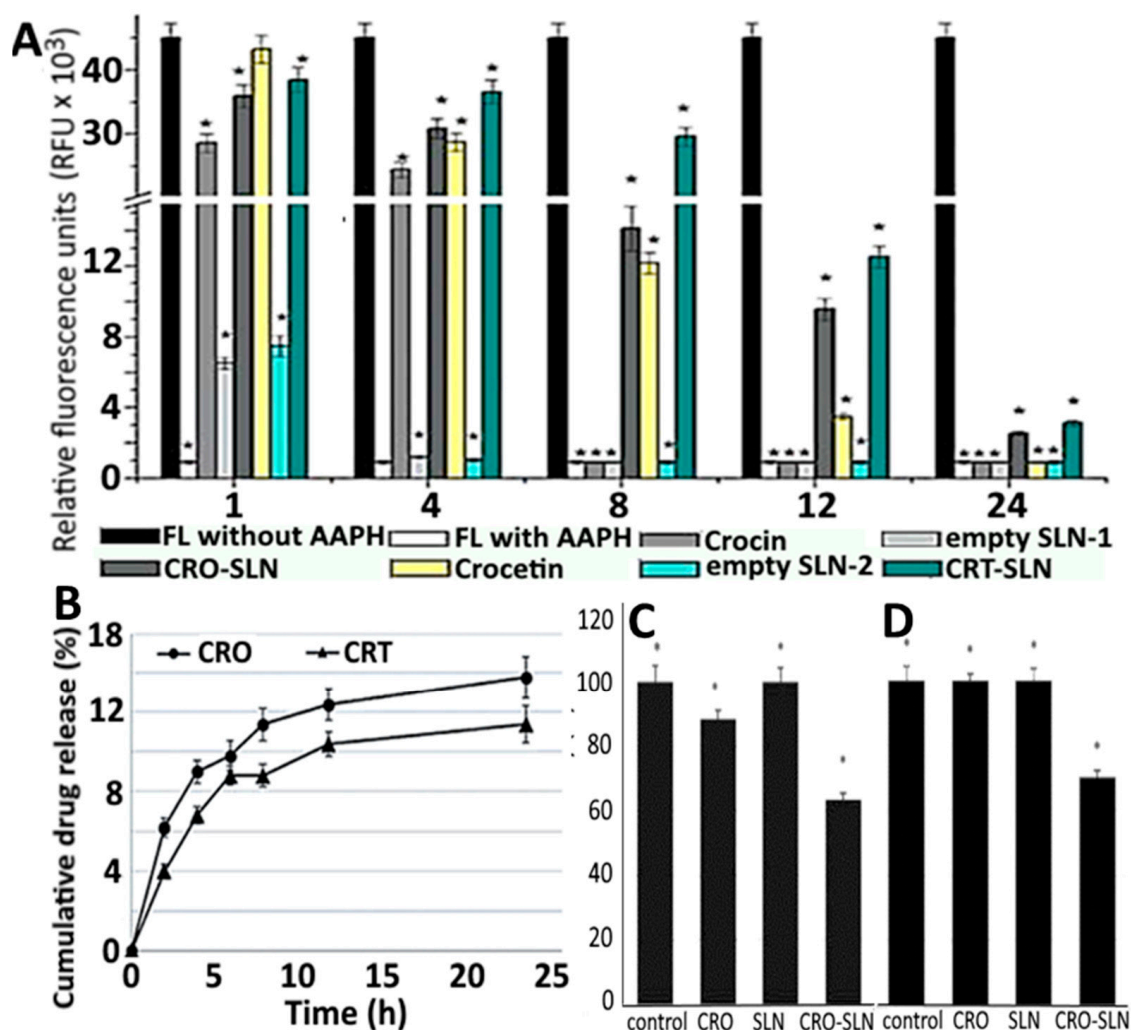 A
Relative fluorescence units (RFU x 10³)
40
30
12
8
4
0
1 4 8 12 24
FL without AAPH FL with AAPH Crocin empty SLN-1
CRO-SLN Crocetin empty SLN-2 CRT-SLN
B
Cumulative drug release (%)
18
12
8
4
0
CRO CRT
0 5 10 15 20 25
Time (h)
C
120
100
80
60
40
20
0
control CRO SLN CRO-SLN
D
control CRO SLN CRO-SLN